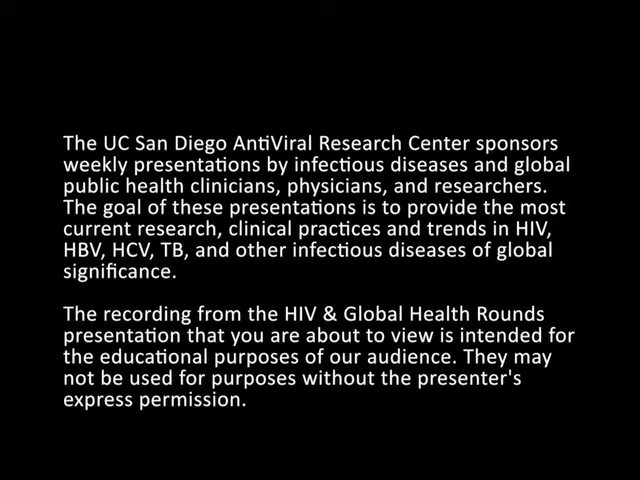 The UC San Diego AntiViral Research Center sponsors
weekly presentations by infectious diseases and global
public health clinicians, physicians, and researchers.
The goal of these presentations is to provide the most
current research, clinical practices and trends in HIV,
HBV, HCV, TB, and other infectious diseases of global
significance.
The recording from the HIV & Global Health Rounds
presentation that you are about to view is intended for
the educational purposes of our audience. They may
not be used for purposes without the presenter's
express permission.